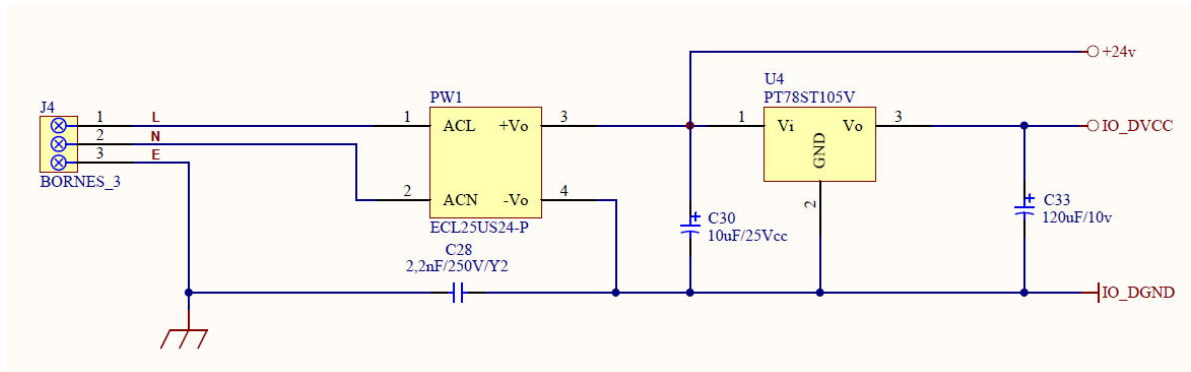 +24v
U4
PT78ST105V
J4
PW1
1 L 1 ACL +Vo 3 1 Vi Vo 3 IO_DVCC
2 N
3 E
GND
BORNES_3
2 ACN -Vo 4 2
ECL25US24-P
C30
10uF/25Vcc
C33
120uF/10v
C28
2,2nF/250V/Y2
IO_DGND